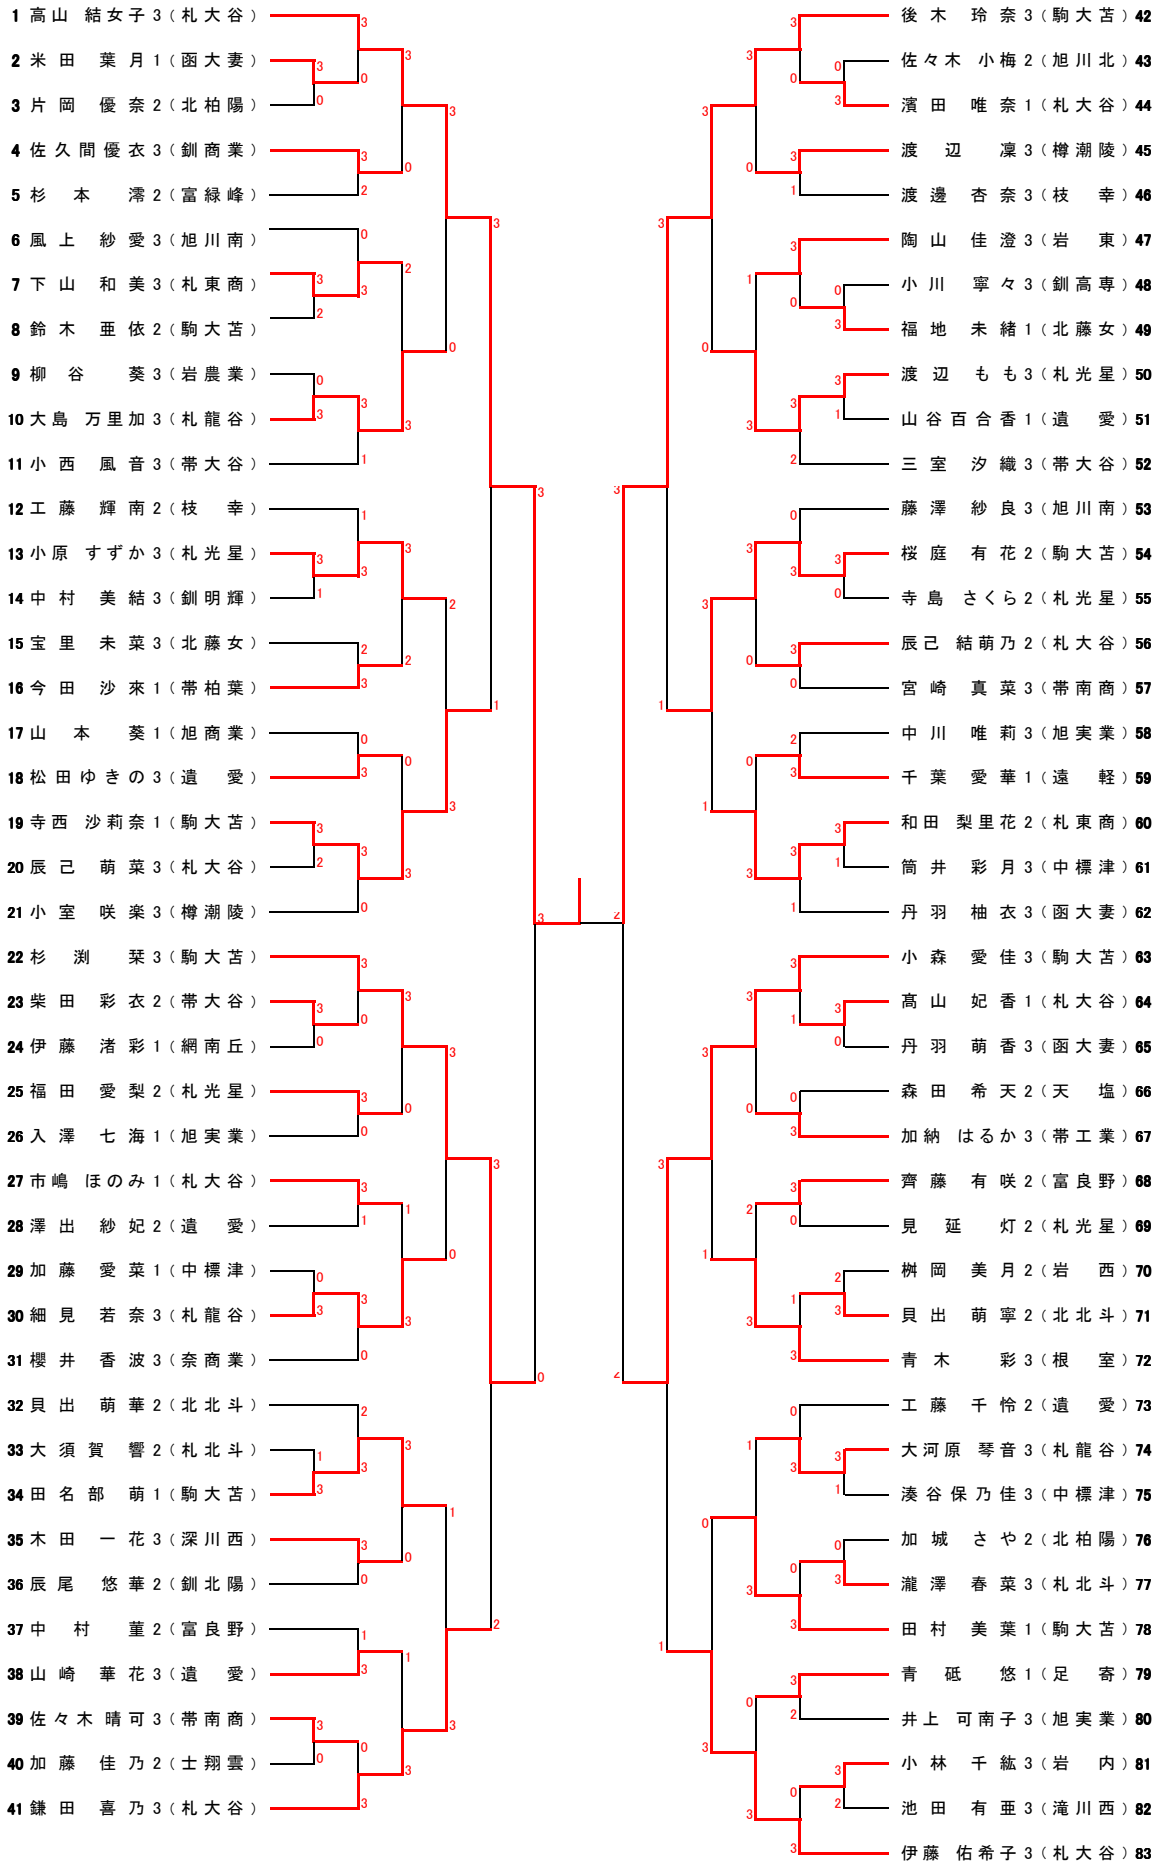 1 高山 結女子 3 (札大谷)
2 米田 葉月 1 (函大妻)
3 片岡 優奈 2 (北柏陽)
4 佐久間優衣 3 (釧商業)
5 杉本 澪 2 (富緑峰)
6 風上 紗愛 3 (旭川南)
7 下山 和美 3 (札東商)
8 鈴木 亜依 2 (駒大苫)
9 柳谷 葵 3 (岩農業)
10 大島 万里加 3 (札龍谷)
11 小西 風音 3 (帯大谷)
12 工藤 輝南 2 (枝幸)
13 小原 すずか 3 (札光星)
14 中村 美結 3 (釧明輝)
15 宝里 未菜 3 (北藤女)
16 今田 沙來 1 (帯柏葉)
17 山本 葵 1 (旭商業)
18 松田ゆきの 3 (遺愛)
19 寺西 沙莉奈 1 (駒大苫)
20 辰己 萌菜 3 (札大谷)
21 小室 咲楽 3 (樽潮陵)
22 杉渕 栞 3 (駒大苫)
23 柴田 彩衣 2 (帯大谷)
24 伊藤 渚彩 1 (網南丘)
25 福田 愛梨 2 (札光星)
26 入澤 七海 1 (旭実業)
27 市嶋 ほのみ 1 (札大谷)
28 澤出 紗妃 2 (遺愛)
29 加藤 愛菜 1 (中標津)
30 細見 若奈 3 (札龍谷)
31 櫻井 香波 3 (奈商業)
32 貝出 萌華 2 (北北斗)
33 大須賀 響 2 (札北斗)
34 田名部 萌 1 (駒大苫)
35 木田 一花 3 (深川西)
36 辰尾 悠華 2 (釧北陽)
37 中村 菫 2 (富良野)
38 山崎 華花 3 (遺愛)
39 佐々木 晴可 3 (帯南商)
40 加藤 佳乃 2 (士翔雲)
41 鎌田 喜乃 3 (札大谷)
後木 玲奈 3 (駒大苫) 42
佐々木 小梅 2 (旭川北) 43
濱田 唯奈 1 (札大谷) 44
渡辺 凜 3 (樽潮陵) 45
渡邊 杏奈 3 (枝幸) 46
陶山 佳澄 3 (岩東) 47
小川 寧々 3 (釧高専) 48
福地 未緒 1 (北藤女) 49
渡辺 もも 3 (札光星) 50
山谷百合香 1 (遺愛) 51
三室 汐織 3 (帯大谷) 52
藤澤 紗良 3 (旭川南) 53
桜庭 有花 2 (駒大苫) 54
寺島 さくら 2 (札光星) 55
辰己 結萌乃 2 (札大谷) 56
宮崎 真菜 3 (帯南商) 57
中川 唯莉 3 (旭実業) 58
千葉 愛華 1 (遠軽) 59
和田 梨里花 2 (札東商) 60
筒井 彩月 3 (中標津) 61
丹羽 柚衣 3 (函大妻) 62
小森 愛佳 3 (駒大苫) 63
髙山 妃香 1 (札大谷) 64
丹羽 萌香 3 (函大妻) 65
森田 希天 2 (天塩) 66
加納 はるか 3 (帯工業) 67
齊藤 有咲 2 (富良野) 68
見延 灯 2 (札光星) 69
桝岡 美月 2 (岩西) 70
貝出 萌寧 2 (北北斗) 71
青木 彩 3 (根室) 72
工藤 千怜 2 (遺愛) 73
大河原 琴音 3 (札龍谷) 74
湊谷保乃佳 3 (中標津) 75
加城 さや 2 (北柏陽) 76
瀧澤 春菜 3 (札北斗) 77
田村 美葉 1 (駒大苫) 78
青砥 悠 1 (足寄) 79
井上 可南子 3 (旭実業) 80
小林 千紘 3 (岩内) 81
池田 有亜 3 (滝川西) 82
伊藤 佑希子 3 (札大谷) 83